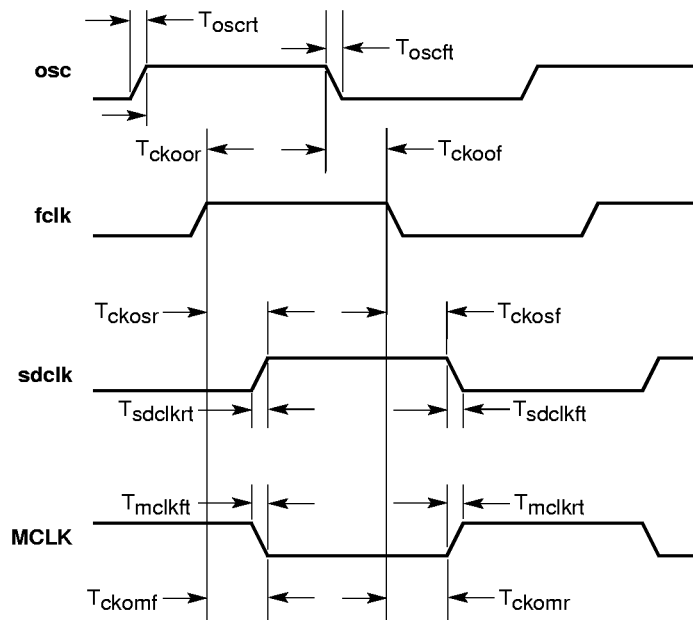 Toscrt
Toscft
osc
Tckoor
Tckoof
fclk
Tckosr
Tckosf
sdclk
Tsdclkrt
Tsdclkft
Tmclkft
Tmclkrt
MCLK
Tckomf
Tckomr